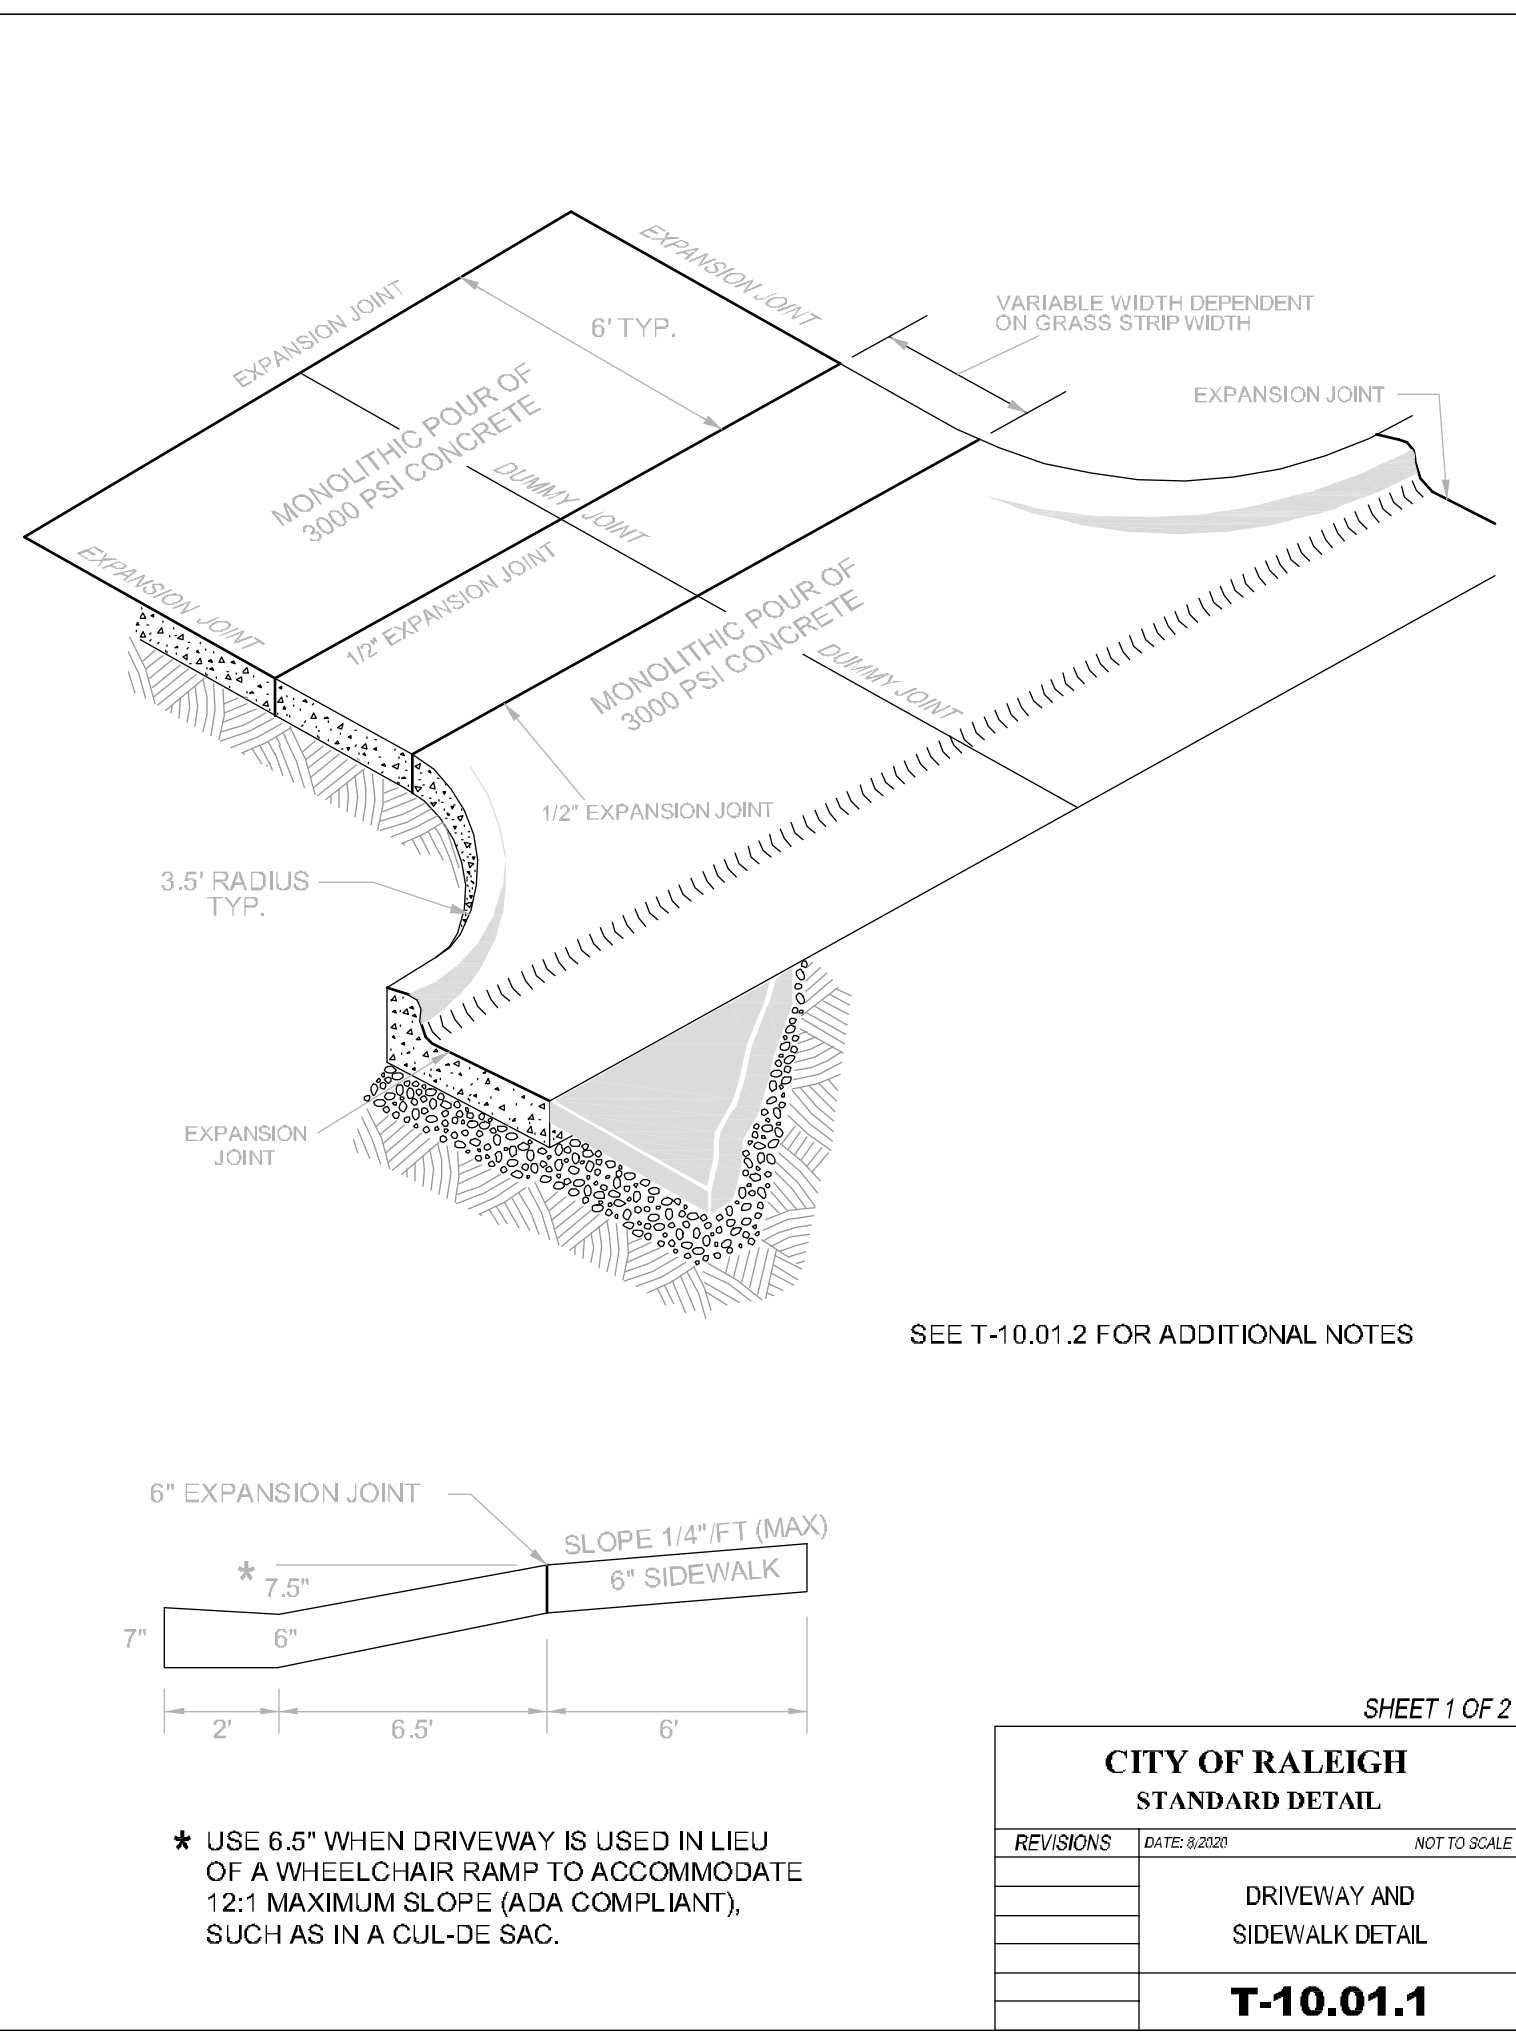 EXPANSION JOINT
EXPANSION JOINT
6' TYP.
VARIABLE WIDTH DEPENDENT
ON GRASS STRIP WIDTH
EXPANSION JOINT
MONOLITHIC POUR OF
3000 PSI CONCRETE
DUMMY JOINT
EXPANSION JOINT
1/2" EXPANSION JOINT
MONOLITHIC POUR OF
3000 PSI CONCRETE
DUMMY JOINT
1/2" EXPANSION JOINT
3.5' RADIUS
TYP.
EXPANSION
JOINT
SEE T-10.01.2 FOR ADDITIONAL NOTES
6" EXPANSION JOINT
SLOPE 1/4"/FT (MAX)
* 7.5"
6" SIDEWALK
7"
6"
2'
6.5'
6'
* USE 6.5" WHEN DRIVEWAY IS USED IN LIEU
OF A WHEELCHAIR RAMP TO ACCOMMODATE
12:1 MAXIMUM SLOPE (ADA COMPLIANT),
SUCH AS IN A CUL-DE SAC.
SHEET 1 OF 2
CITY OF RALEIGH
STANDARD DETAIL
REVISIONS
DATE: 8/2020
NOT TO SCALE
DRIVEWAY AND
SIDEWALK DETAIL
T-10.01.1